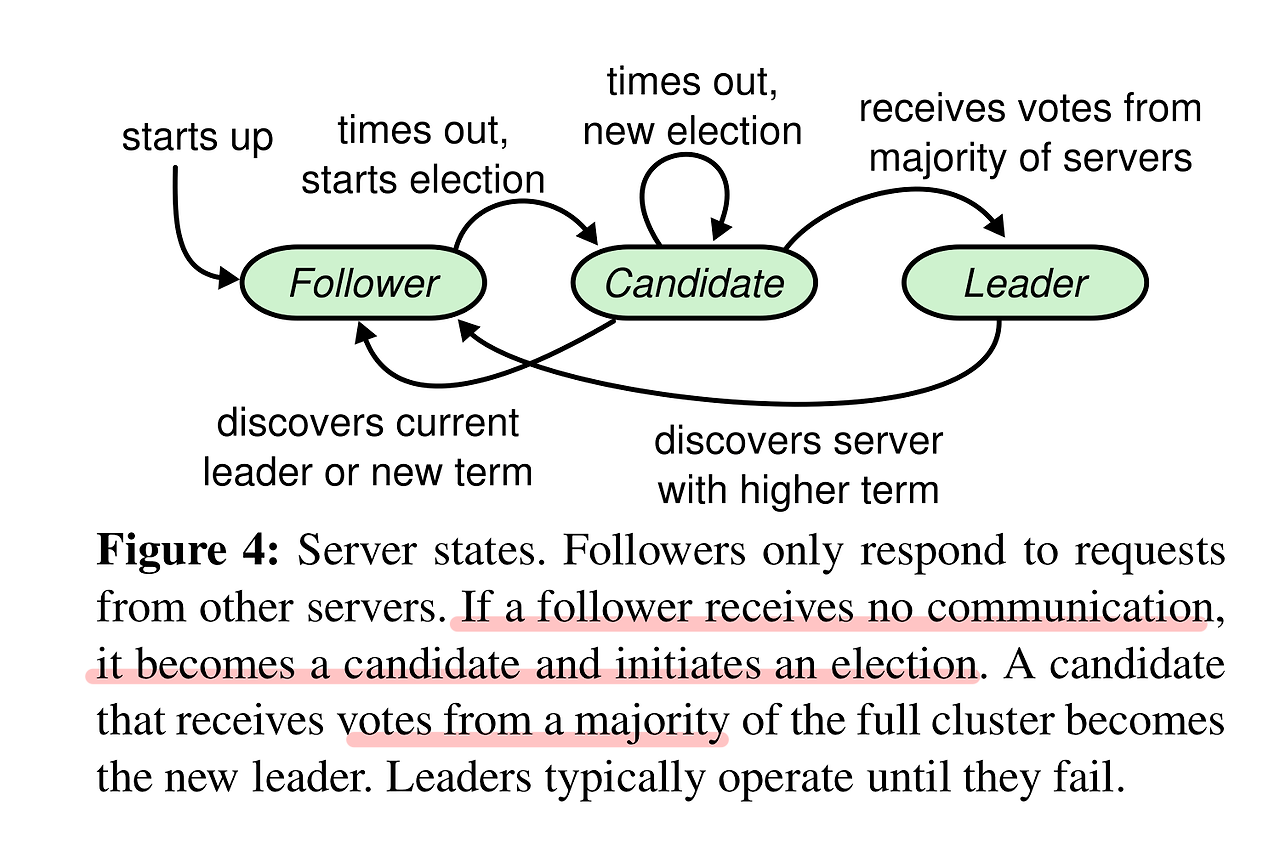 times out,
new election
receives votes from
majority of servers
starts up
times out,
starts election
Follower
Candidate
Leader
discovers current
leader or new term
discovers server
with higher term
Figure 4: Server states. Followers only respond to requests
from other servers. If a follower receives no communication,
it becomes a candidate and initiates an election. A candidate
that receives votes from a majority of the full cluster becomes
the new leader. Leaders typically operate until they fail.